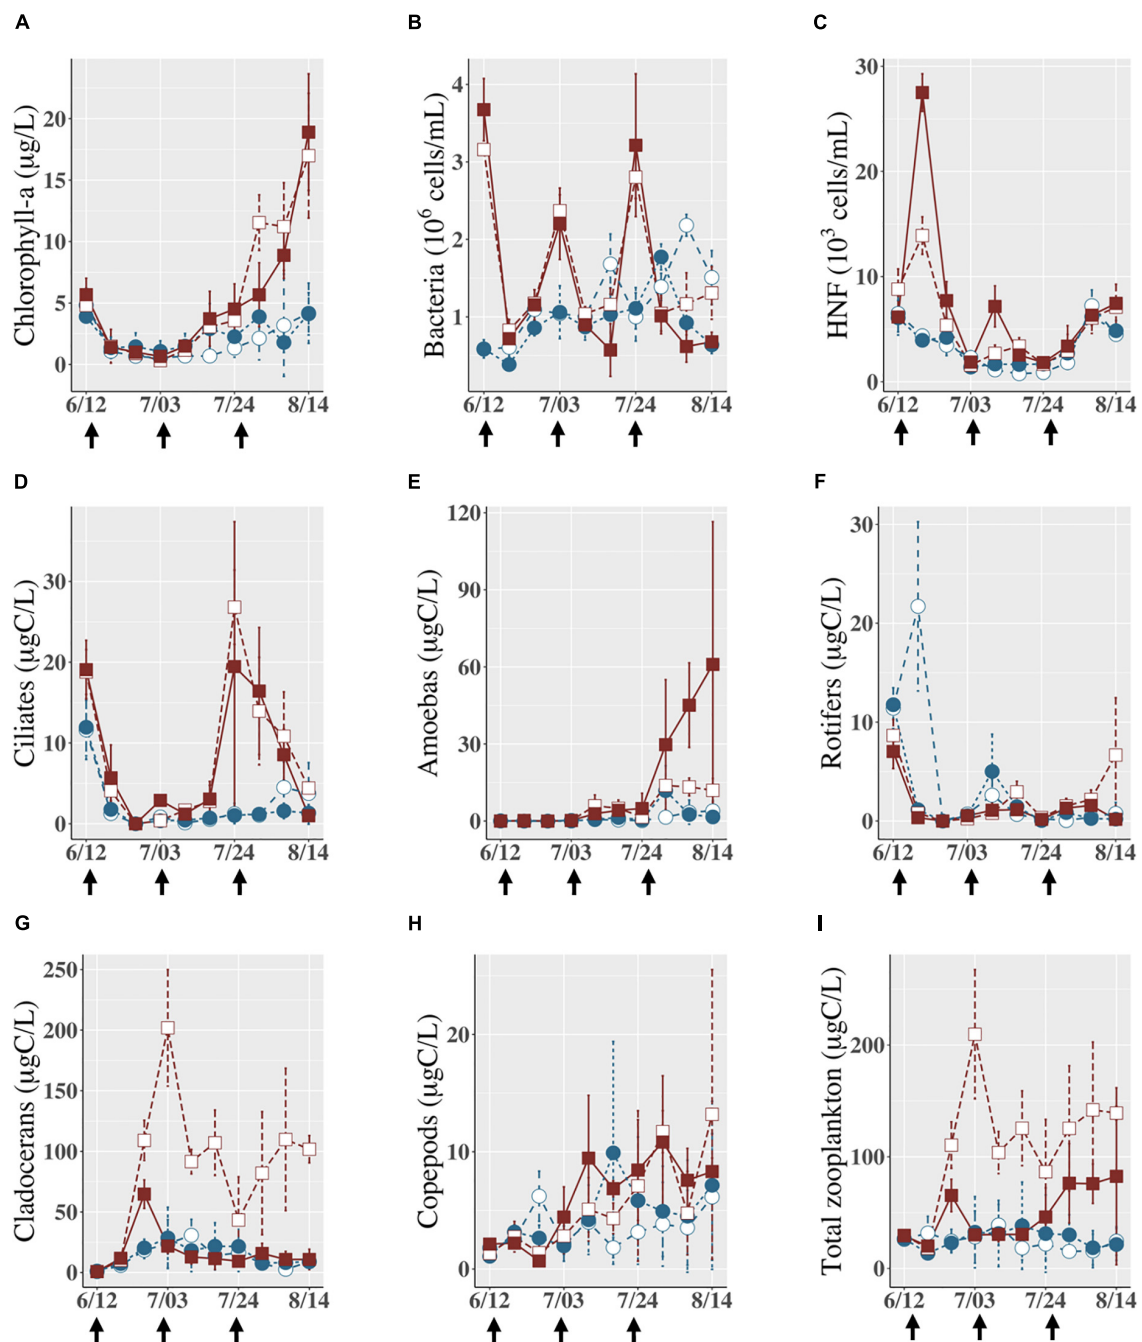 A
Chlorophyll-a (µg/L)
20
15
10
5
0
6/12 7/03 7/24 8/14
B
Bacteria (10⁶ cells/mL)
4
3
2
1
6/12 7/03 7/24 8/14
C
HNF (10³ cells/mL)
30
20
10
0
6/12 7/03 7/24 8/14
D
Ciliates (µgC/L)
30
20
10
0
6/12 7/03 7/24 8/14
E
Amoebas (µgC/L)
120
90
60
30
0
6/12 7/03 7/24 8/14
F
Rotifers (µgC/L)
30
20
10
0
6/12 7/03 7/24 8/14
G
Cladocerans (µgC/L)
250
200
150
100
50
0
6/12 7/03 7/24 8/14
H
Copepods (µgC/L)
20
10
0
6/12 7/03 7/24 8/14
I
Total zooplankton (µgC/L)
200
100
0
6/12 7/03 7/24 8/14